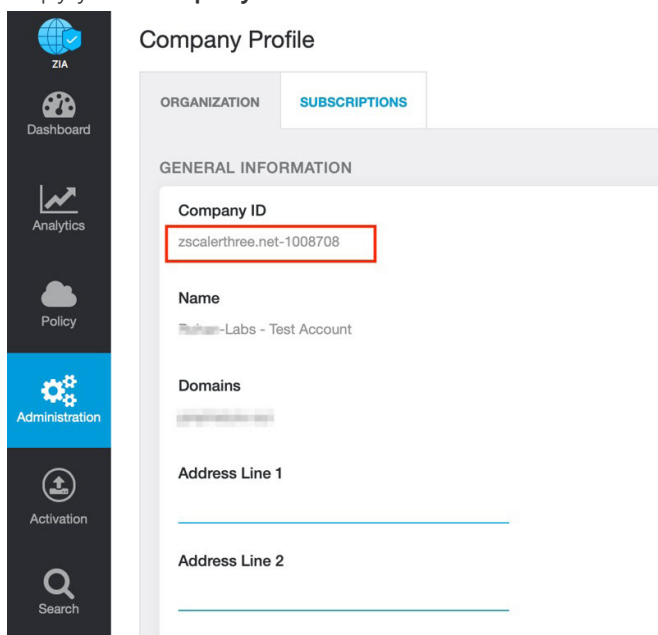 ZIA
Dashboard
Analytics
Policy
Administration
Activation
Search
Company Profile
ORGANIZATION SUBSCRIPTIONS
GENERAL INFORMATION
Company ID
zscalerthree.net-1008708
Name
-Labs - Test Account
Domains
Address Line 1
Address Line 2